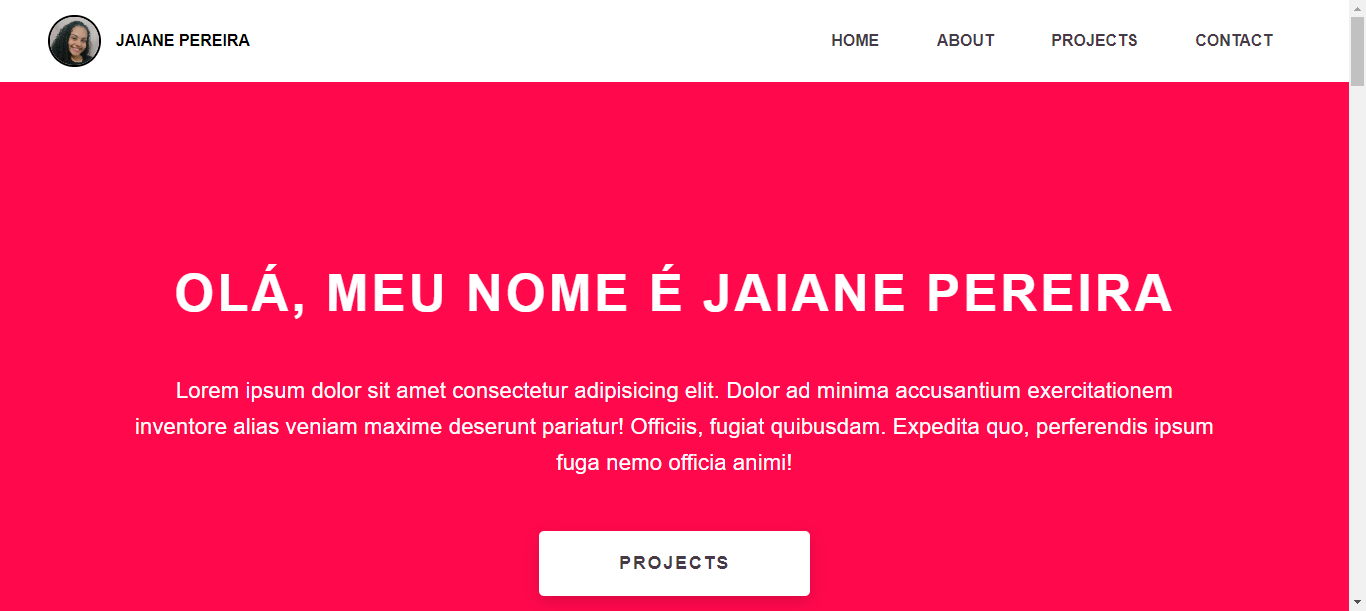 JAIANE PEREIRA
HOME ABOUT PROJECTS CONTACT
OLÁ, MEU NOME É JAIANE PEREIRA
Lorem ipsum dolor sit amet consectetur adipisicing elit. Dolor ad minima accusantium exercitationem
inventore alias veniam maxime deserunt pariatur! Officiis, fugiat quibusdam. Expedita quo, perferendis ipsum
fuga nemo officia animi!
PROJECTS